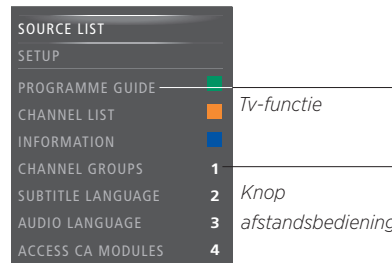 SOURCE LIST
SETUP
PROGRAMME GUIDE
CHANNEL LIST
INFORMATION
CHANNEL GROUPS 1
SUBTITLE LANGUAGE 2
AUDIO LANGUAGE 3
ACCESS CA MODULES 4
Tv-functie
Knop
afstandsbediening